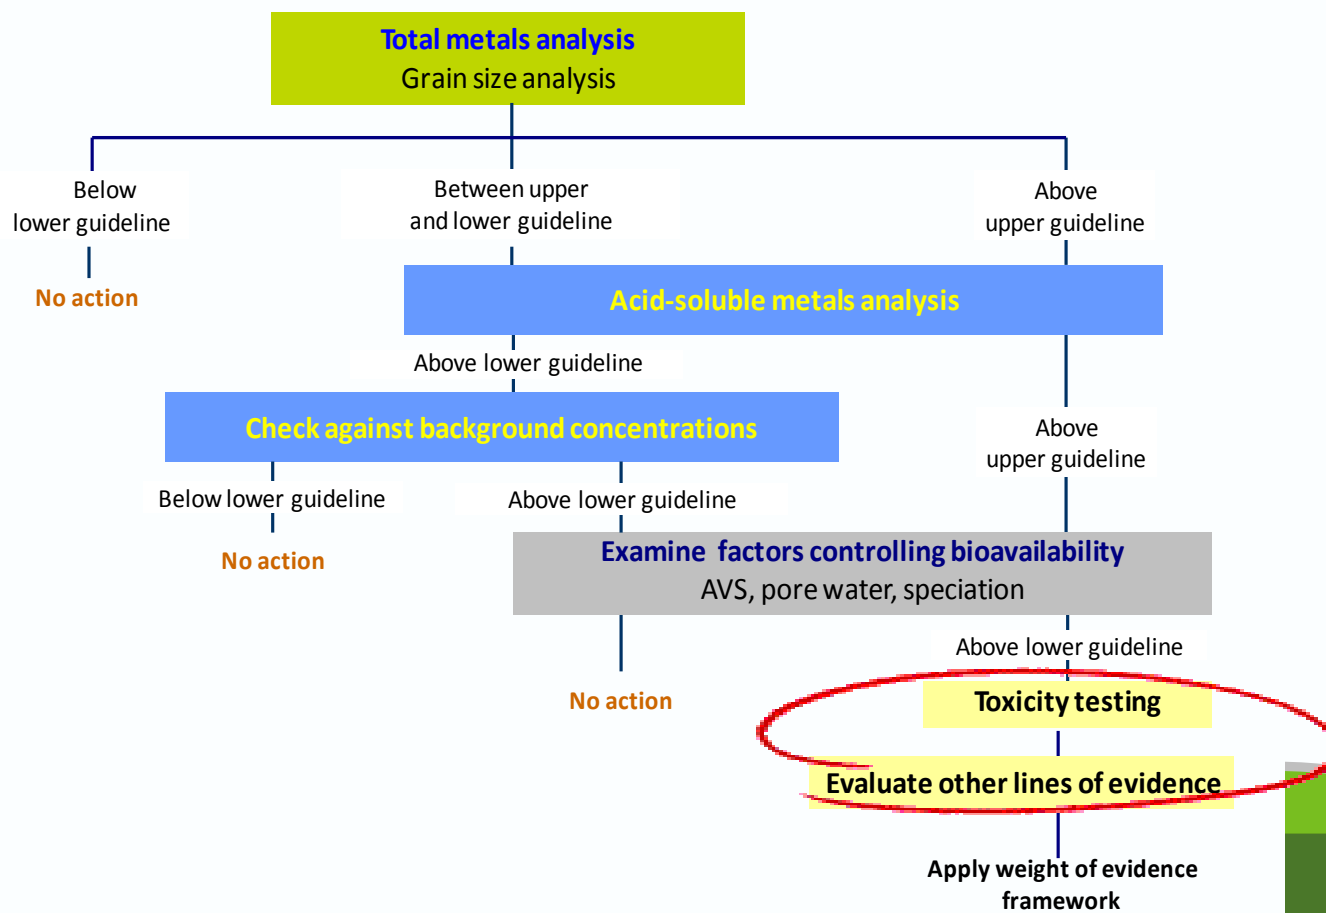 Total metals analysis
Grain size analysis
Below
lower guideline
Between upper
and lower guideline
Above
upper guideline
No action
Acid-soluble metals analysis
Above lower guideline
Check against background concentrations
Above
upper guideline
Below lower guideline
Above lower guideline
No action
Examine factors controlling bioavailability
AVS, pore water, speciation
Above lower guideline
No action
Toxicity testing
Evaluate other lines of evidence
Apply weight of evidence
framework